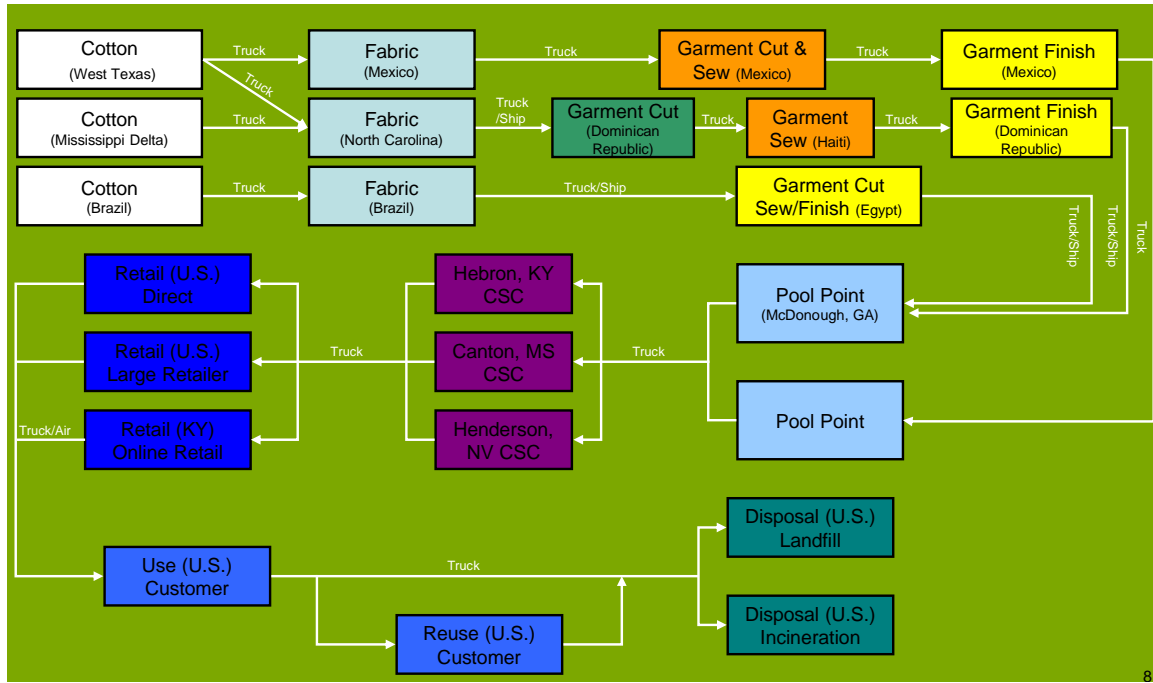 Cotton
(West Texas)
Truck
Fabric
(Mexico)
Truck
Garment Cut &
Sew (Mexico)
Truck
Garment Finish
(Mexico)
Truck
Cotton
(Mississippi Delta)
Truck
Fabric
(North Carolina)
Truck
/Ship
Garment Cut
(Dominican
Republic)
Truck
Garment
Sew (Haiti)
Truck
Garment Finish
(Dominican
Republic)
Cotton
(Brazil)
Truck
Fabric
(Brazil)
Truck/Ship
Garment Cut
Sew/Finish (Egypt)
Truck/Ship
Truck/Ship
Truck
Retail (U.S.)
Direct
Hebron, KY
CSC
Pool Point
(McDonough, GA)
Retail (U.S.)
Large Retailer
Truck
Canton, MS
CSC
Truck
Retail (KY)
Online Retail
Truck/Air
Henderson,
NV CSC
Pool Point
Disposal (U.S.)
Landfill
Use (U.S.)
Customer
Truck
Reuse (U.S.)
Customer
Disposal (U.S.)
Incineration
8